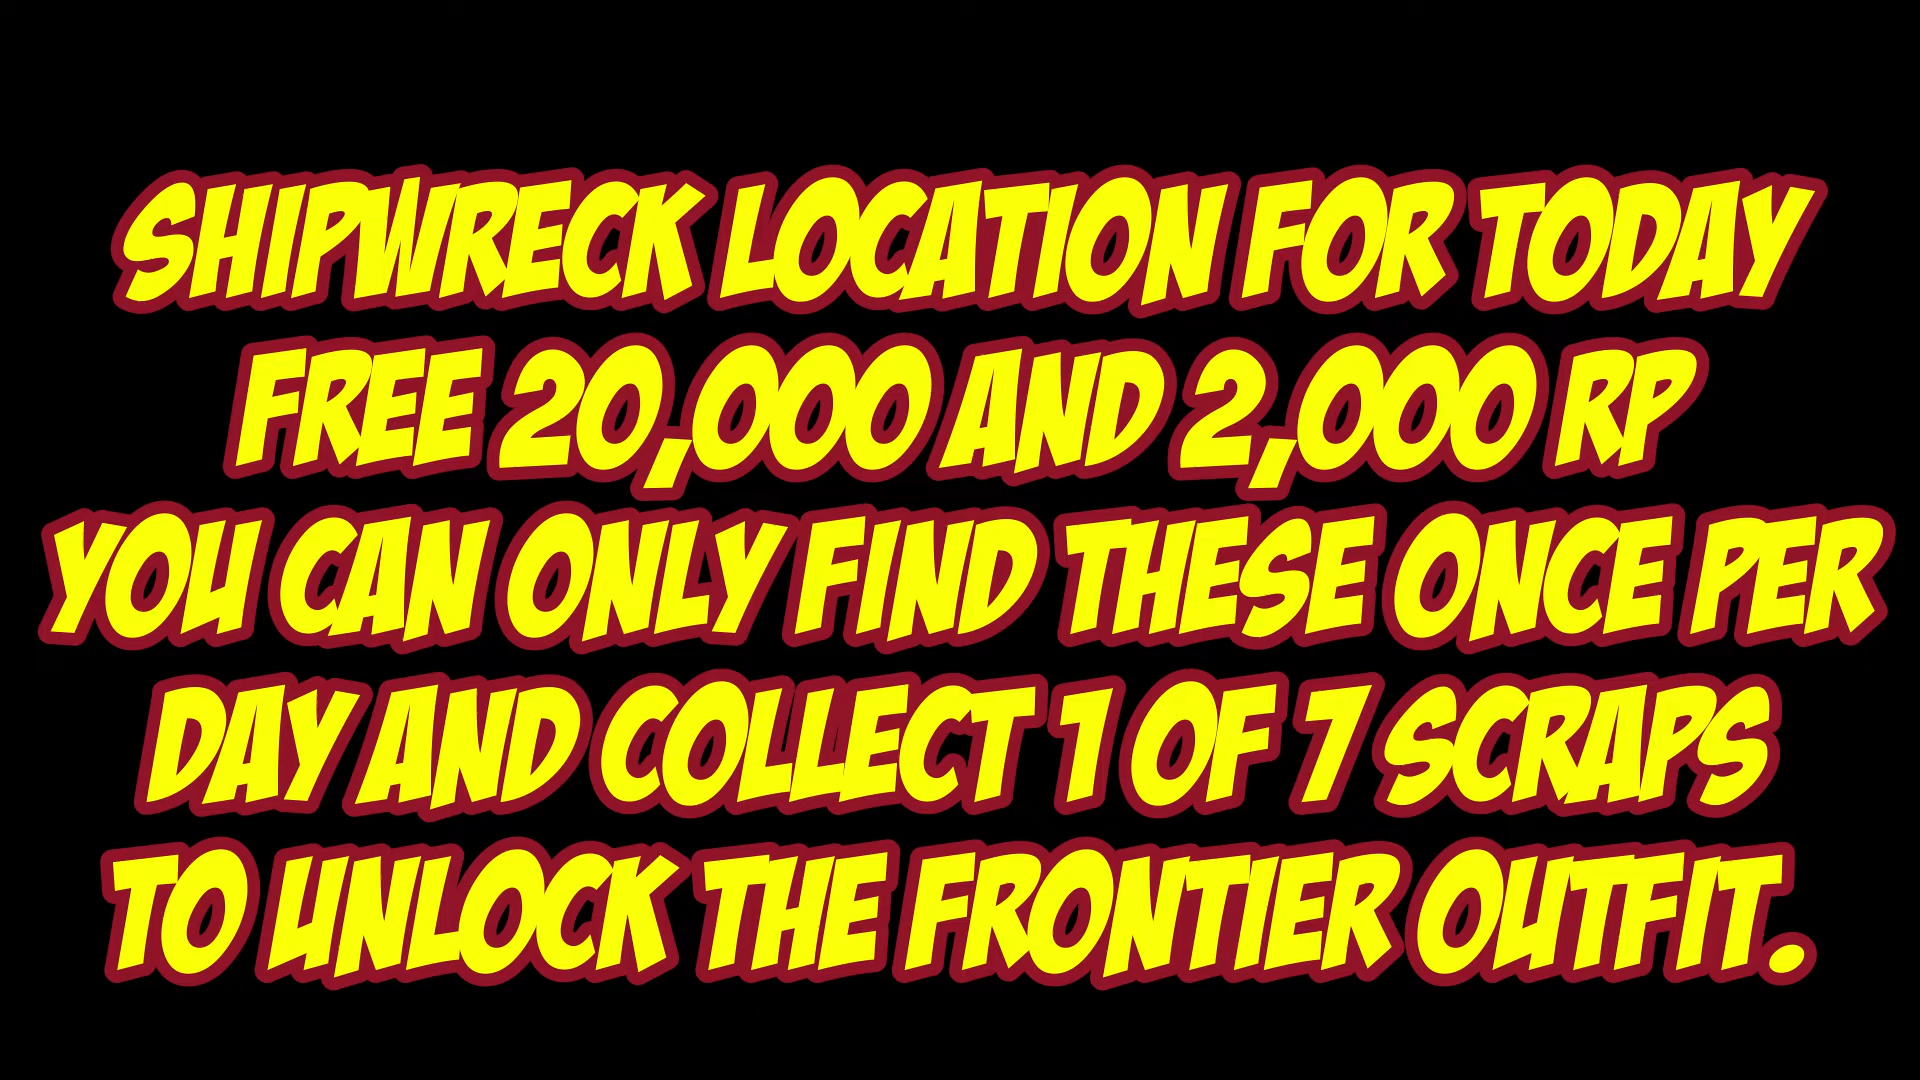 SHIPWRECK LOCATION FOR TODAY
FREE 20,000 AND 2,000 RP
YOU CAN ONLY FIND THESE ONCE PER
DAY AND COLLECT 1 OF 7 SCRAPS
TO UNLOCK THE FRONTIER OUTFIT.